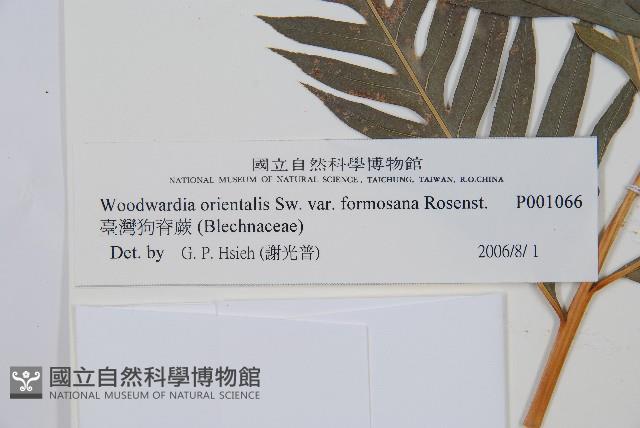 國立自然科學博物館
NATIONAL MUSEUM OF NATURAL SCIENCE, TAICHUNG, TAIWAN, R.O.CHINA
Woodwardia orientalis Sw. var. formosana Rosenst. P001066
臺灣狗脊蕨 (Blechnaceae)
Det. by G. P. Hsieh (謝光普) 2006/8/ 1
國立自然科學博物館
NATIONAL MUSEUM OF NATURAL SCIENCE